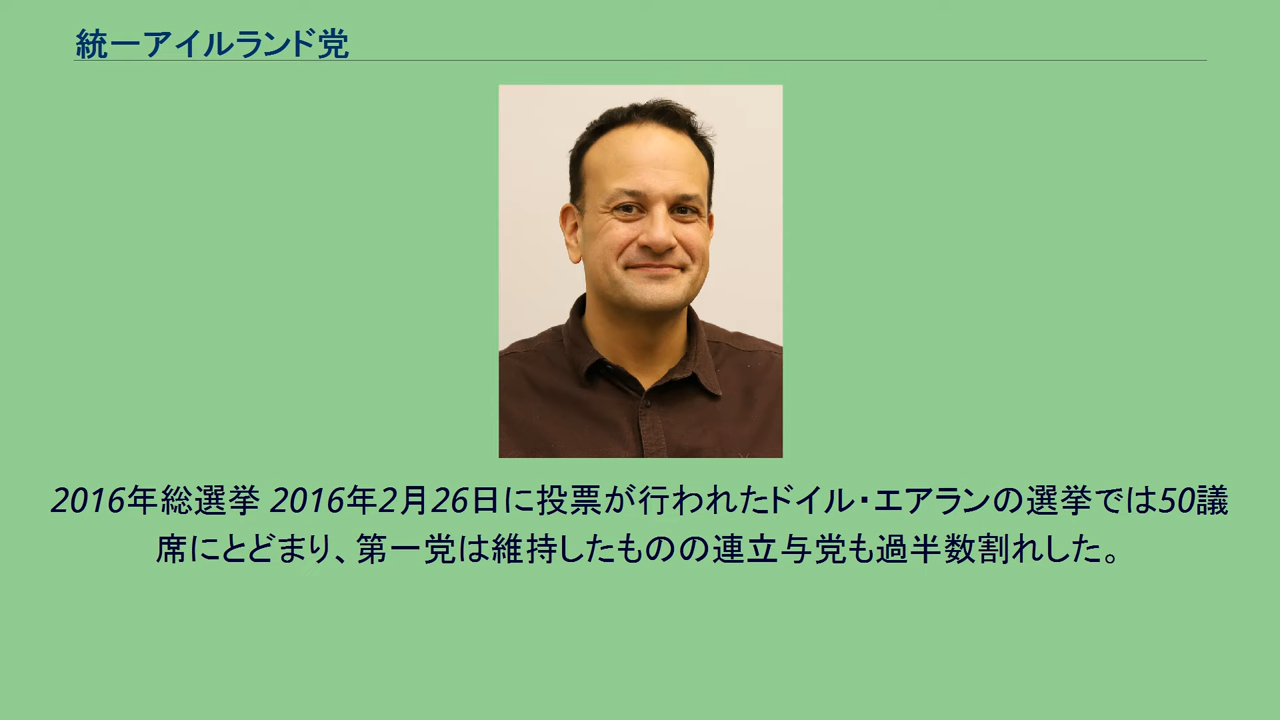 統一アイルランド党
2016年総選挙 2016年2月26日に投票が行われたドイル・エアランの選挙では50議
席にとどまり、第一党は維持したものの連立与党も過半数割れした。